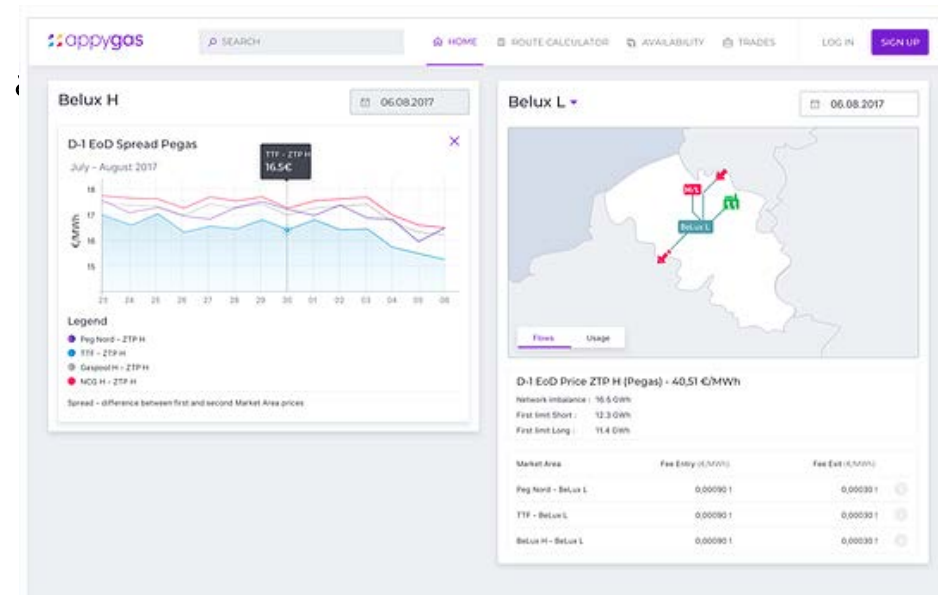 appygas SEARCH HOME ROUTE CALCULATOR AVAILABILITY TRADES LOG IN SIGN UP
Belux H 06.08.2017
D-1 EoD Spread Pegas
July - August 2017
TTF - ZTP H
16.5€
18
17
16
15
€/MWh
23 24 25 26 27 28 29 30 01 02 03 04 05 06
Legend
Peg Nord - ZTP H
TTF - ZTP H
Gaspool H - ZTP H
NCG H - ZTP H
Spread - difference between first and second Market Area prices
Belux L 06.08.2017
H/L
BeLux L
Flows Usage
D-1 EoD Price ZTP H (Pegas) - 40,51 €/MWh
Network imbalance : 16.6 GWh
First limit Short : 12.3 GWh
First limit Long : 11.4 GWh
Market Area Fee Entry (€/MWh) Fee Exit (€/MWh)
Peg Nord - BeLux L 0,00090 t 0,00030 t
TTF - BeLux L 0,00090 t 0,00030 t
BeLux H - BeLux L 0,00090 t 0,00030 t